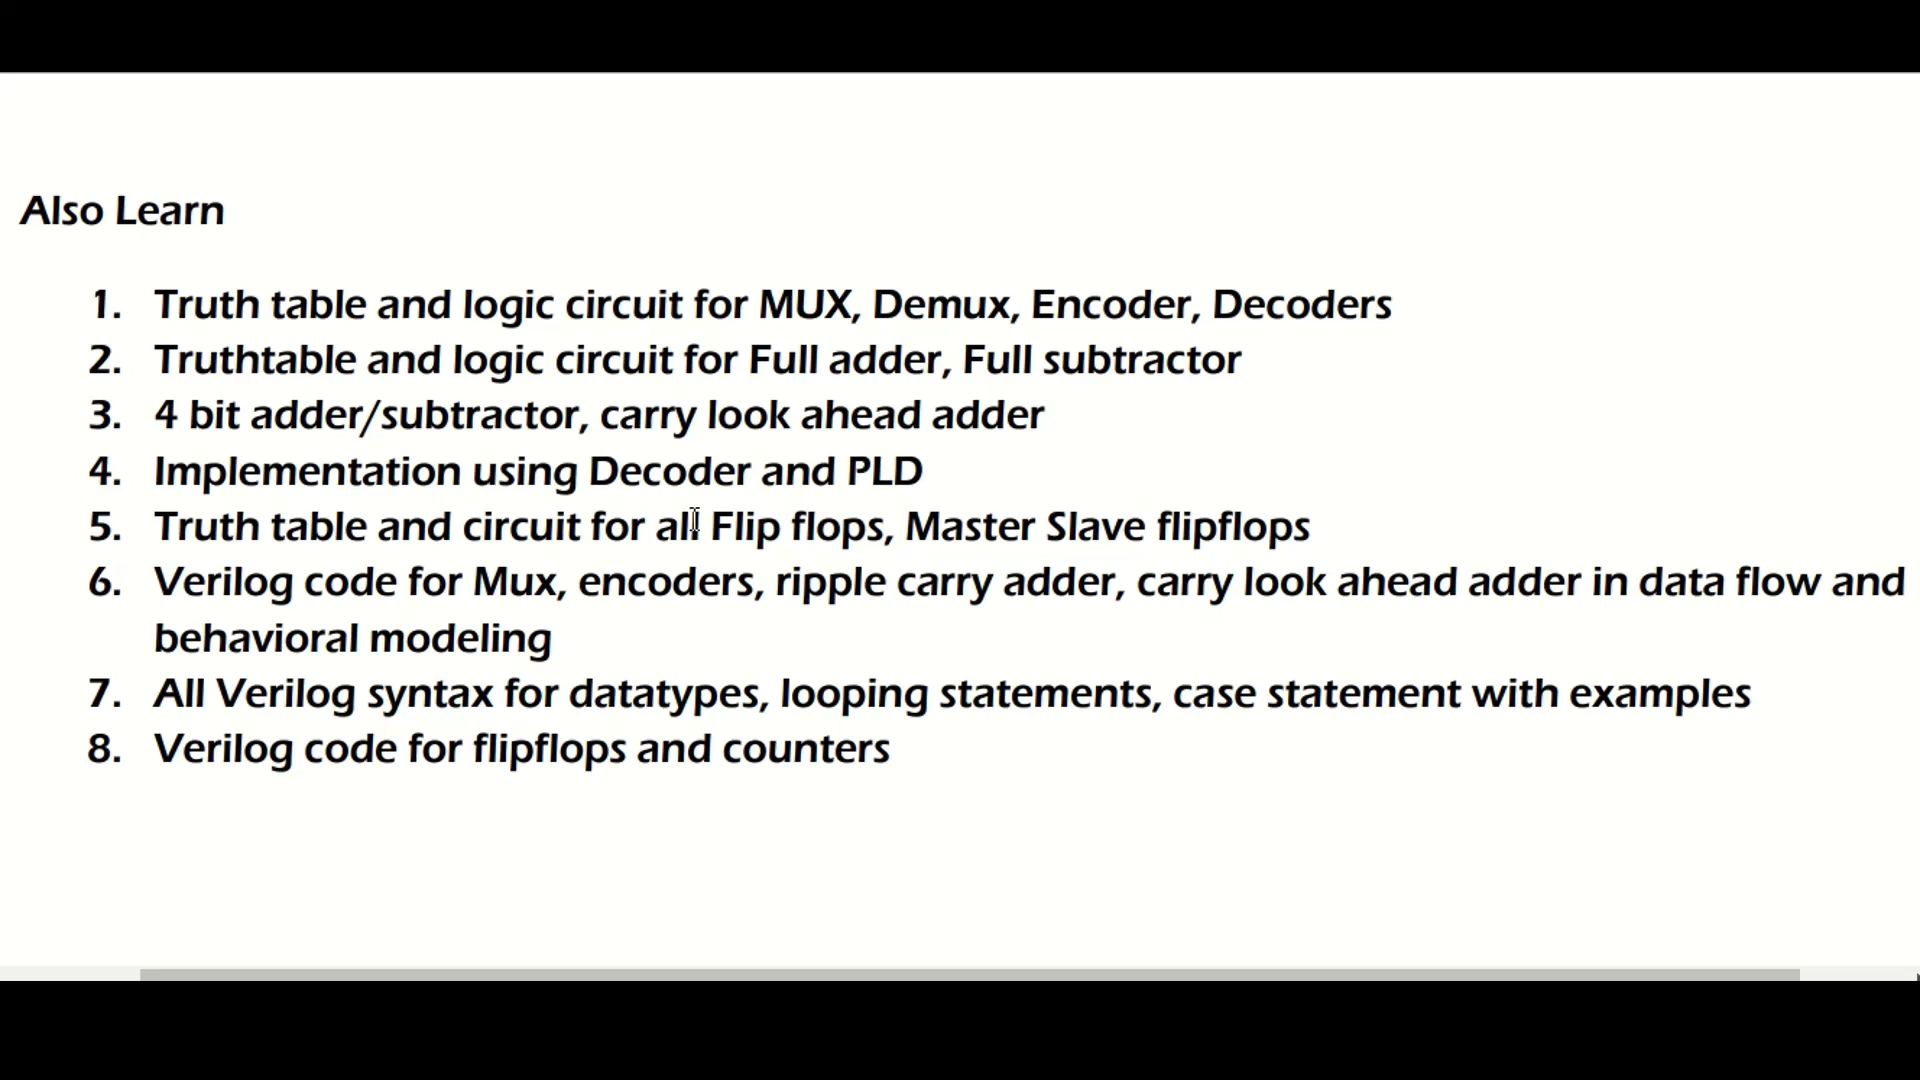 Also Learn
1. Truth table and logic circuit for MUX, Demux, Encoder, Decoders
2. Truthtable and logic circuit for Full adder, Full subtractor
3. 4 bit adder/subtractor, carry look ahead adder
4. Implementation using Decoder and PLD
5. Truth table and circuit for all Flip flops, Master Slave flipflops
6. Verilog code for Mux, encoders, ripple carry adder, carry look ahead adder in data flow and
behavioral modeling
7. All Verilog syntax for datatypes, looping statements, case statement with examples
8. Verilog code for flipflops and counters